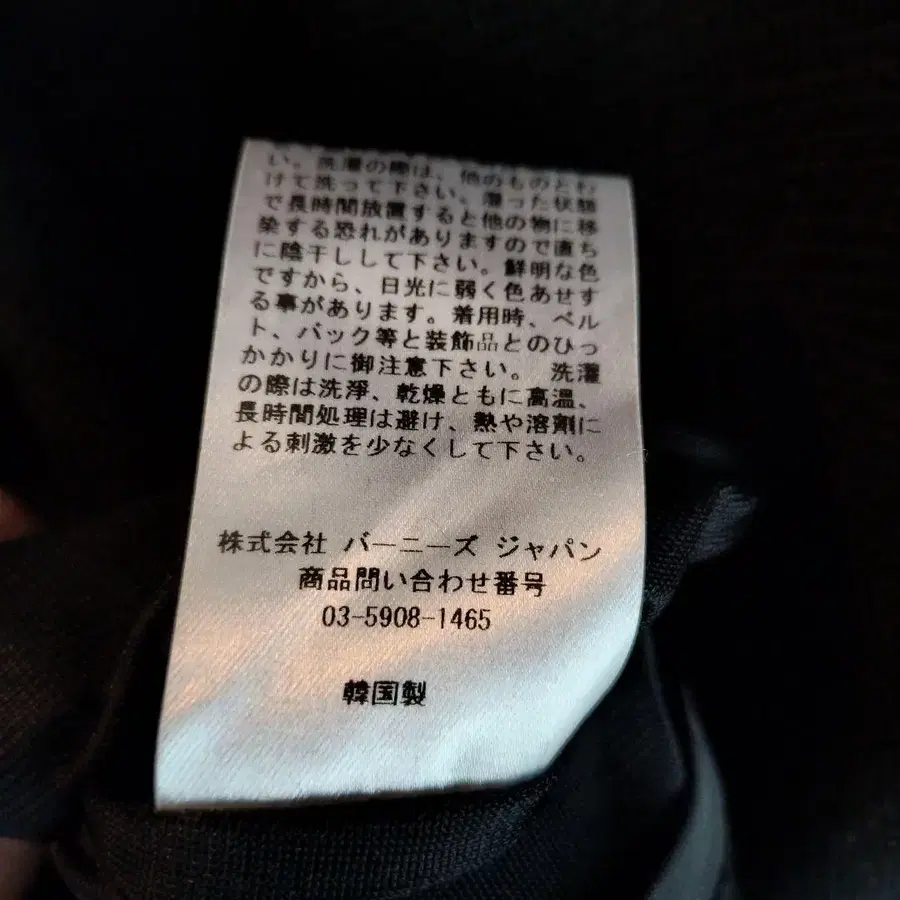 い。洗濯の際は、他のものとわ
けて洗って下さい。湿った状態
で長時間放置すると他の物に移
染する恐れがありますので直ち
に陰干しして下さい。鮮明な色
ですから、日光に弱く色あせす
る事があります。着用時、ベル
ト、バック等と装飾品とのひっ
かかりに御注意下さい。 洗濯
の際は洗淨、乾燥ともに高温、
長時間処理は避け、熱や溶剤に
よる刺激を少なくして下さい。
株式会社 バーニーズ ジャパン
商品問い合わせ番号
03-5908-1465
韓国製